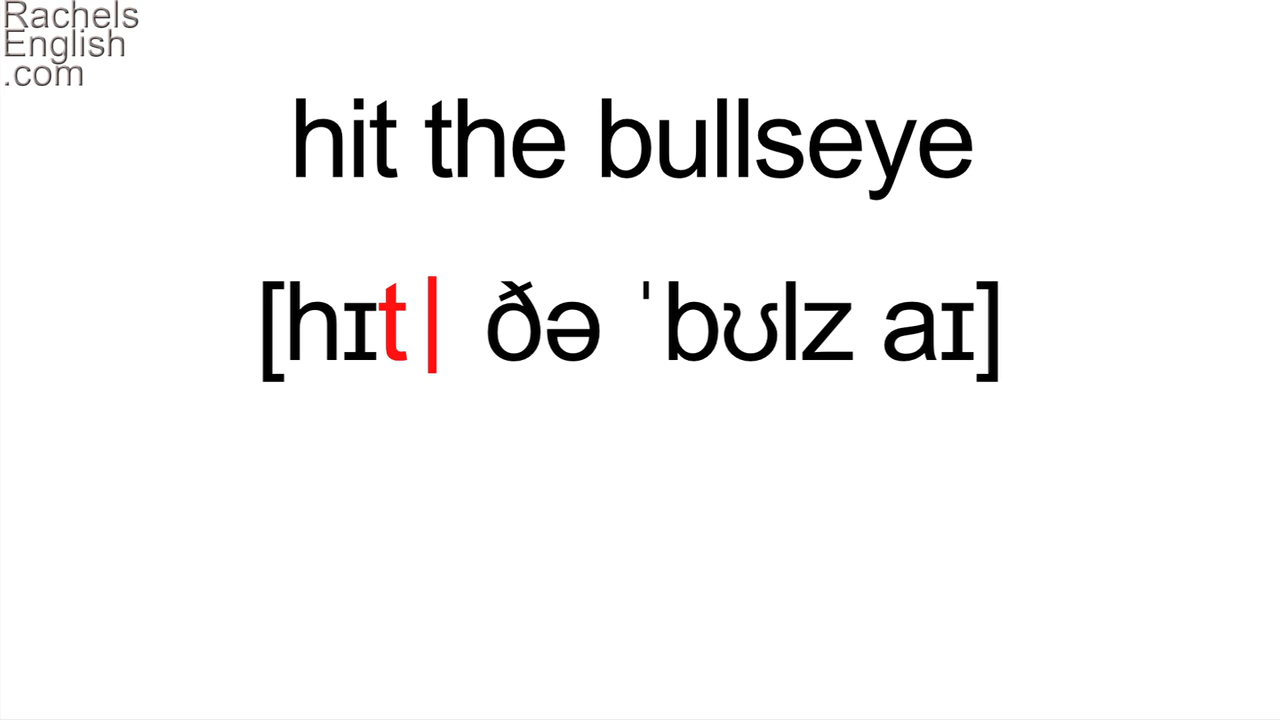 Rachels
English
.com
hit the bullseye
[hɪt| ðə ˈbʊlz aɪ]